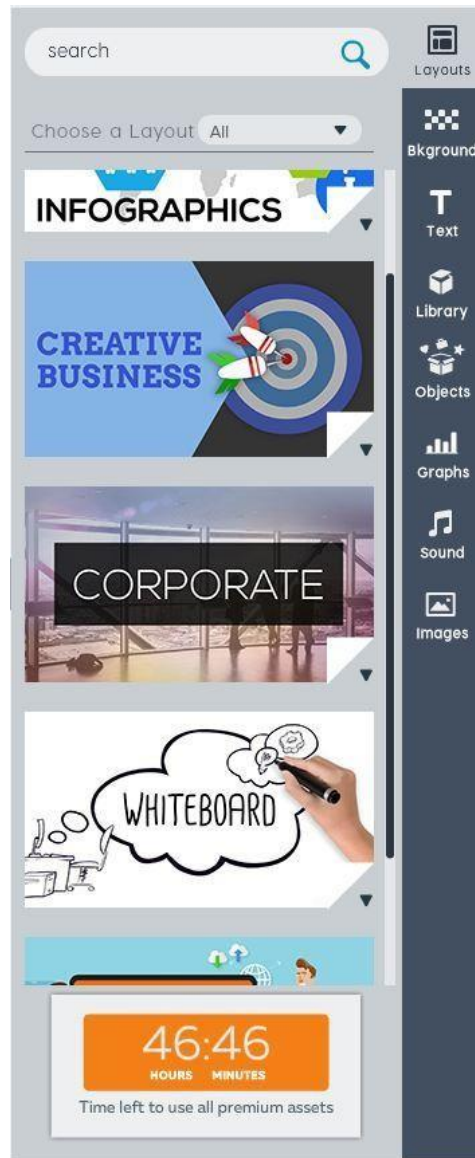 search
Choose a Layout All
INFOGRAPHICS
CREATIVE
BUSINESS
CORPORATE
WHITEBOARD
46:46
HOURS MINUTES
Time left to use all premium assets
Layouts
Bkground
Text
Library
Objects
Graphs
Sound
Images